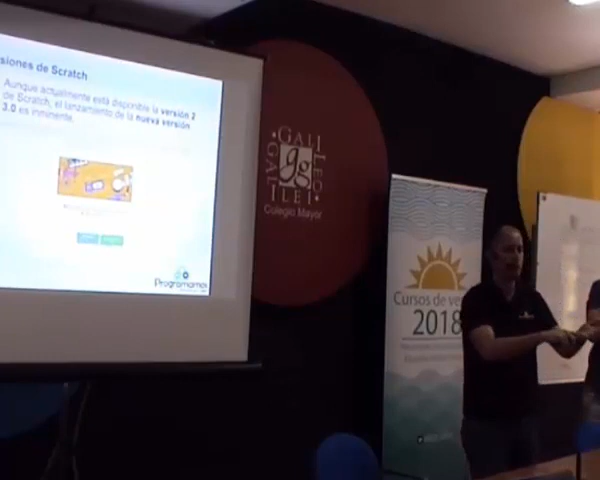 siones de Scratch
Aunque actualmente está disponible la versión 2
de Scratch, el lanzamiento de la nueva versión
3.0 es inminente.
Programamos
GALILEO
GALILEI
gg
Colegio Mayor
Cursos de ve
2018